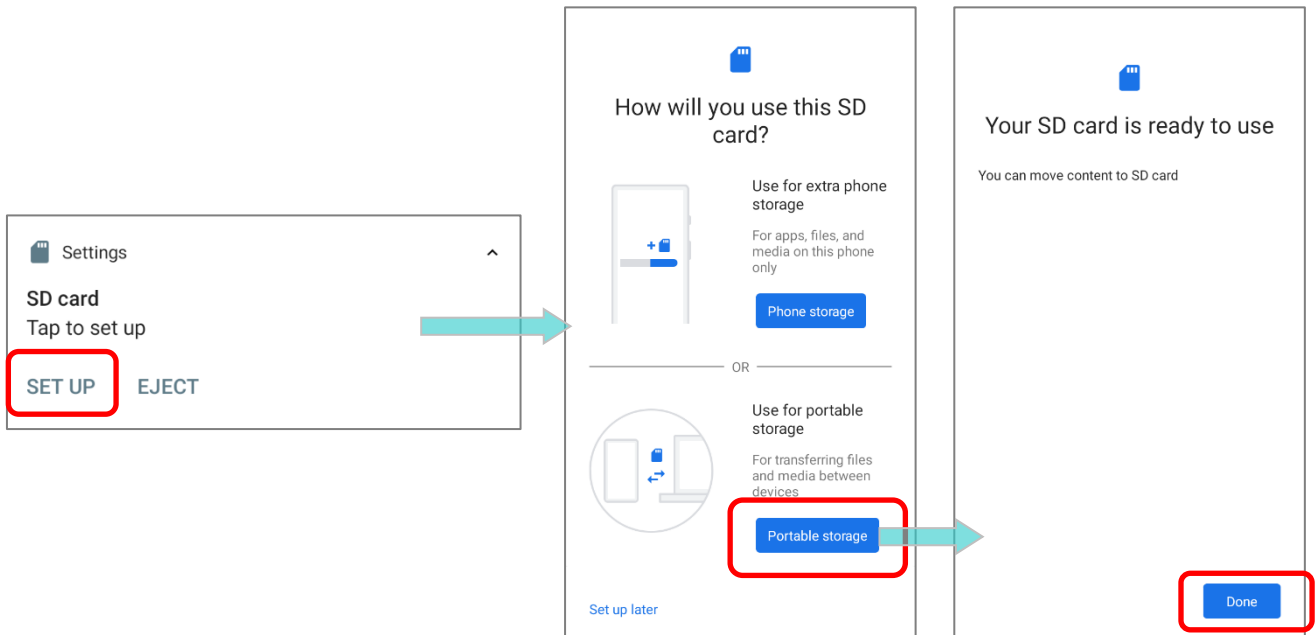 Settings
SD card
Tap to set up
SET UP EJECT
How will you use this SD
card?
Use for extra phone
storage
For apps, files, and
media on this phone
only
Phone storage
OR
Use for portable
storage
For transferring files
and media between
devices
Portable storage
Set up later
Your SD card is ready to use
You can move content to SD card
Done